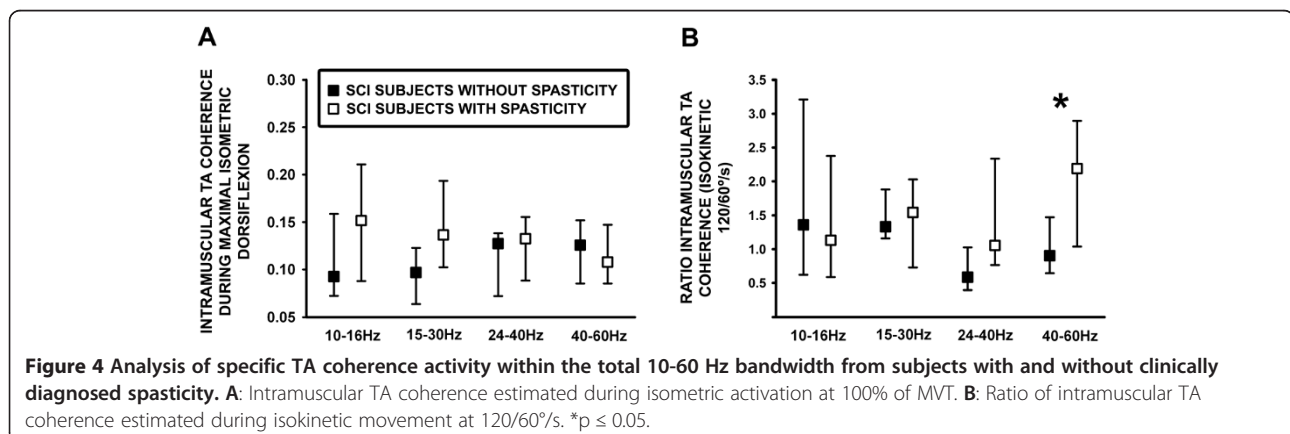 A
INTRAMUSCULAR TA COHERENCE
DURING MAXIMAL ISOMETRIC
DORSIFLEXION
0.30
0.25
0.20
0.15
0.10
0.05
SCI SUBJECTS WITHOUT SPASTICITY
SCI SUBJECTS WITH SPASTICITY
10-16Hz 15-30Hz 24-40Hz 40-60Hz
B
RATIO INTRAMUSCULAR TA
COHERENCE (ISOKINETIC
120/60°/s)
3.5
3.0
2.5
2.0
1.5
1.0
0.5
*
10-16Hz 15-30Hz 24-40Hz 40-60Hz
Figure 4 Analysis of specific TA coherence activity within the total 10-60 Hz bandwidth from subjects with and without clinically
diagnosed spasticity. A: Intramuscular TA coherence estimated during isometric activation at 100% of MVT. B: Ratio of intramuscular TA
coherence estimated during isokinetic movement at 120/60°/s. *p ≤ 0.05.